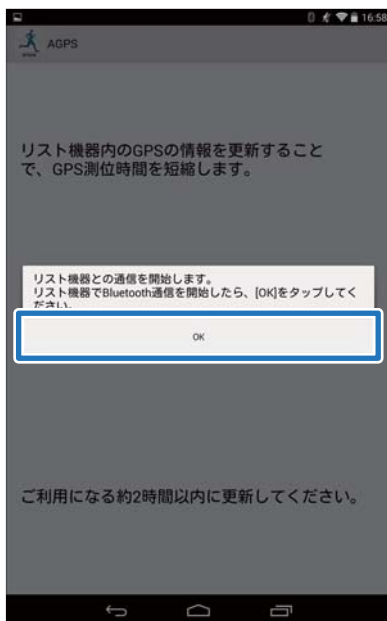 16:58
AGPS
リスト機器内のGPSの情報を更新すること
で、GPS測位時間を短縮します。
リスト機器との通信を開始します。
リスト機器でBluetooth通信を開始したら、[OK]をタップしてく
ださい。
OK
ご利用になる約2時間以内に更新してください。